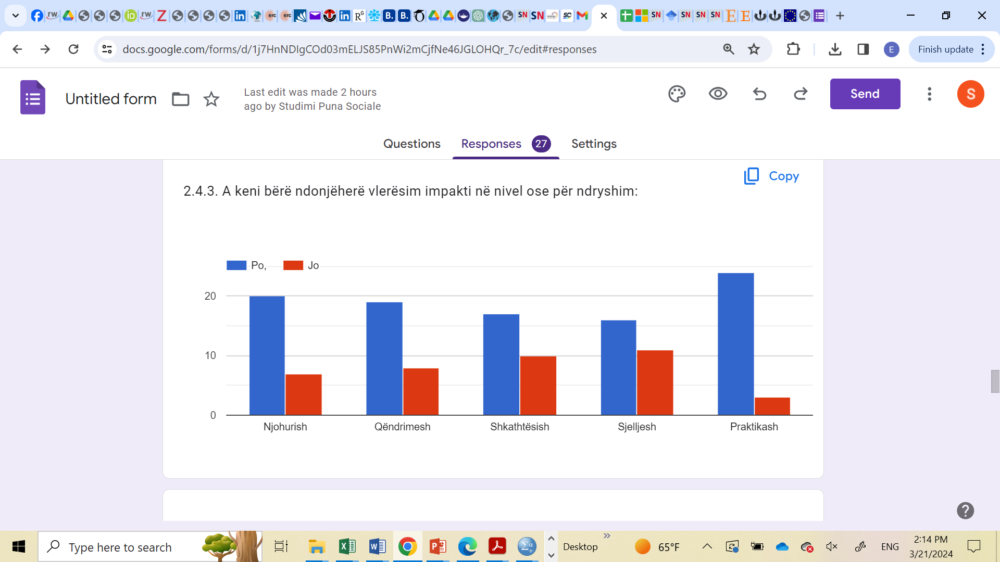 docs.google.com/forms/d/1j7HnNDIgCOd03mELJS85PnWi2mCjfNe46JGLOHQr_7c/edit#responses
E
Finish update
Untitled form
Last edit was made 2 hours
ago by Studimi Puna Sociale
Send
S
Questions
Responses 27
Settings
Copy
2.4.3. A keni bërë ndonjëherë vlerësim impakti në nivel ose për ndryshim:
Po,
Jo
20
10
0
Njohurish
Qëndrimesh
Shkathtësish
Sjelljesh
Praktikash
Type here to search
Desktop
65°F
ENG
2:14 PM
3/21/2024